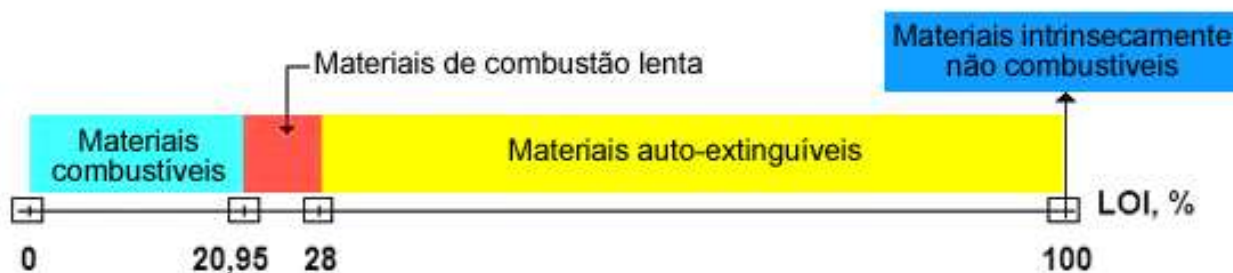 Materiais intrinsecamente
não combustíveis
Materiais de combustão lenta
Materiais
combustíveis
Materiais auto-extinguíveis
LOI, %
0
20,95
28
100